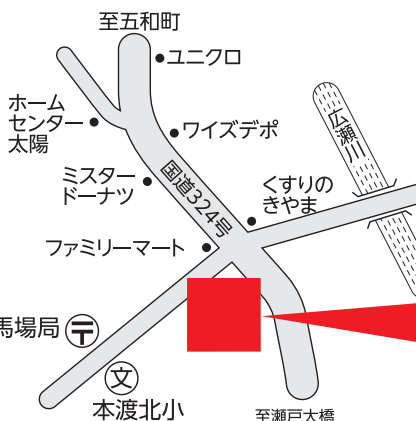 至五和町
ユニクロ
ホーム
センター
太陽
ワイズデポ
広瀬川
ミスター
ドーナツ
国道324号
くすりの
きやま
ファミリーマート
馬場局
〒
文
本渡北小
至瀬戸大橋